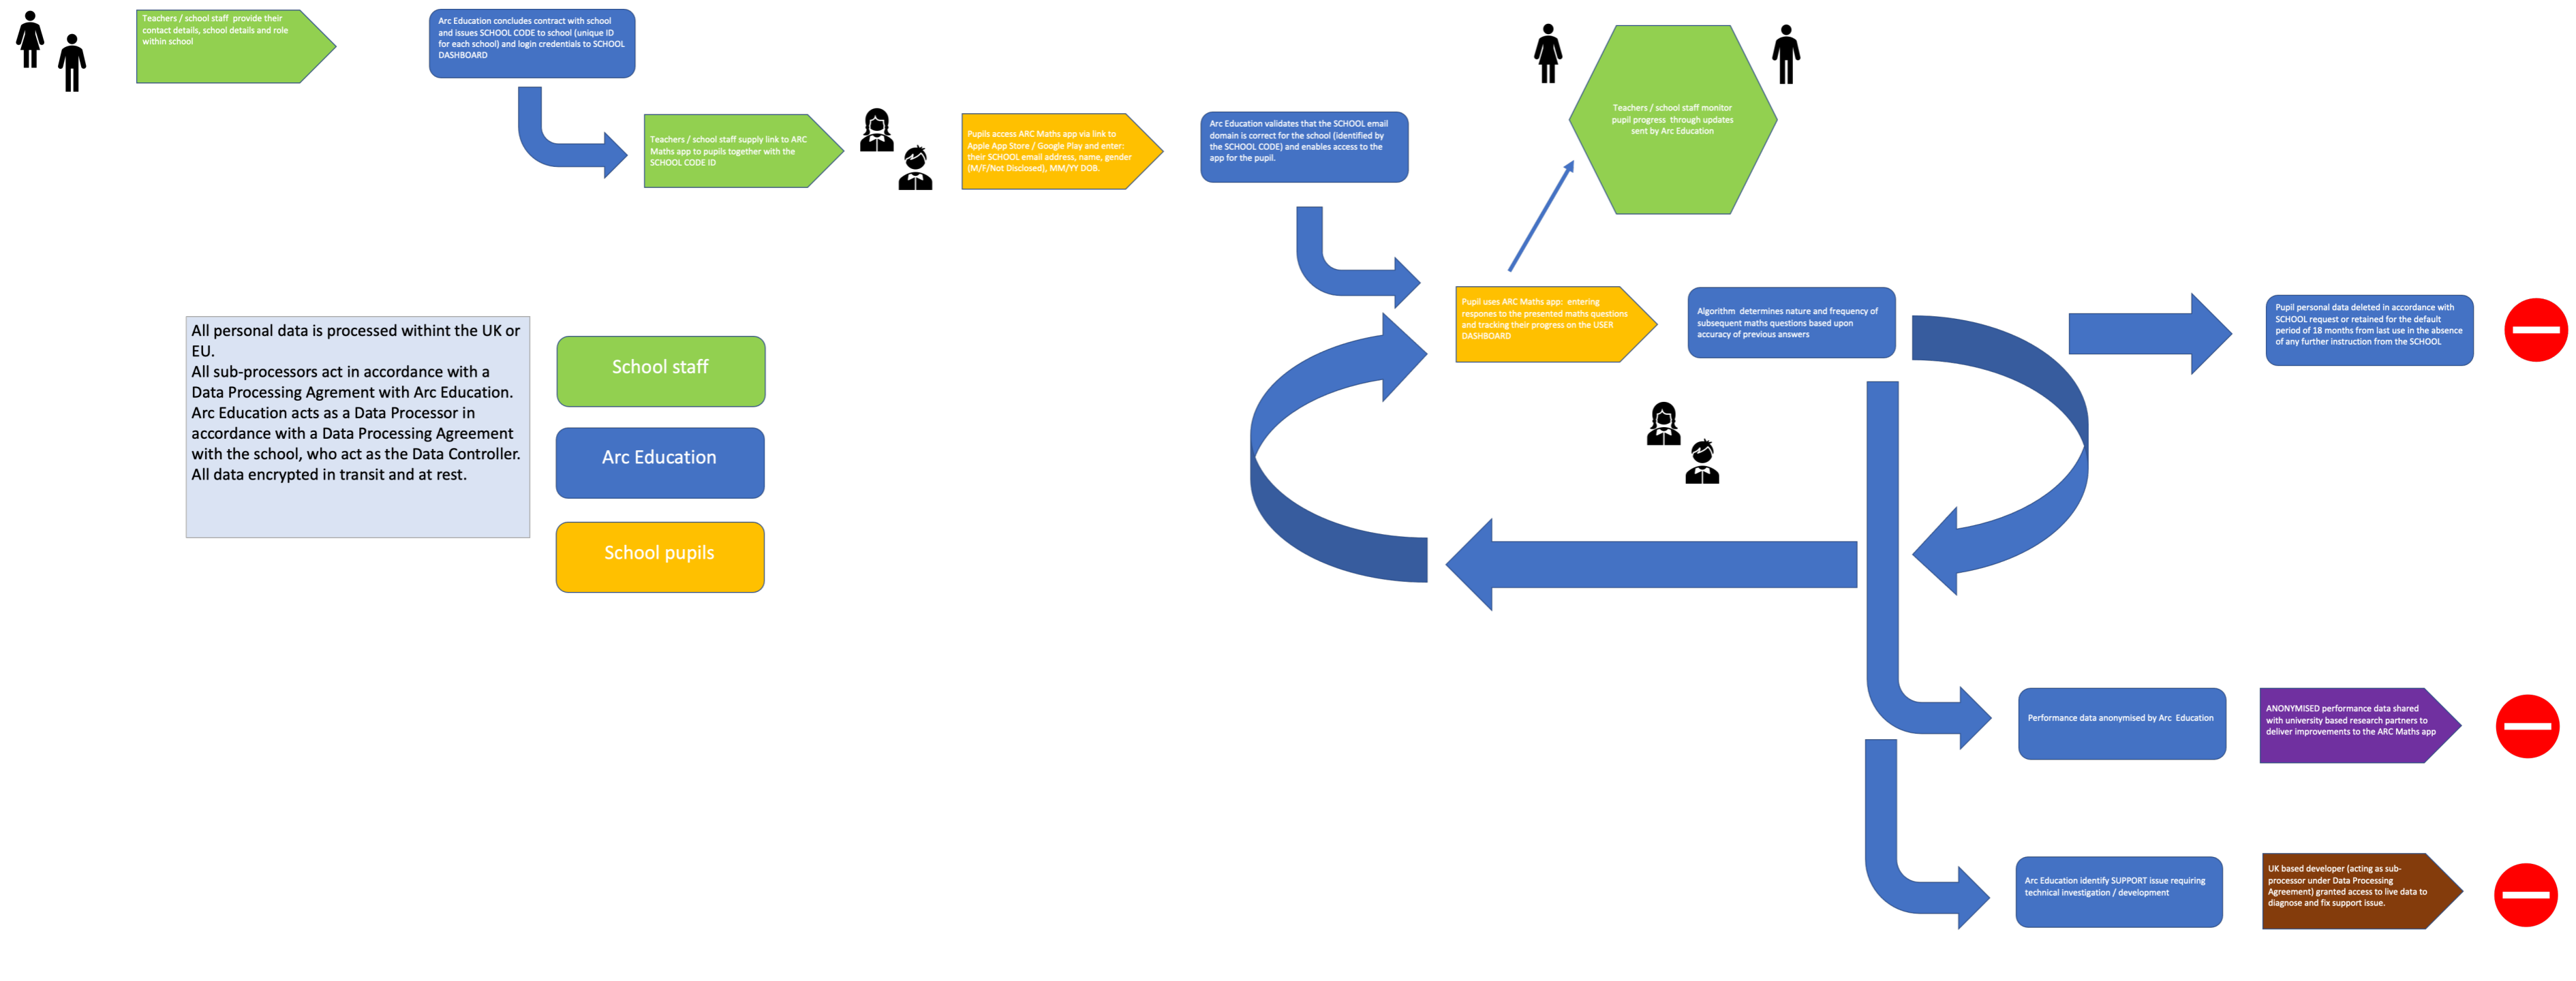 Teachers / school staff  provide their
contact details, school details and role
within school
Arc Education concludes contract with school
and issues SCHOOL CODE to school (unique ID
for each school) and login credentials to SCHOOL
DASHBOARD
Teachers / school staff supply link to ARC
Maths app to pupils together with the
SCHOOL CODE ID
Pupils access ARC Maths app via link to
Apple App Store / Google Play and enter:
their SCHOOL email address, name, gender
(M/F/Not Disclosed), MM/YY DOB.
Arc Education validates that the SCHOOL email
domain is correct for the school (identified by
the SCHOOL CODE) and enables access to the
app for the pupil.
Teachers / school staff monitor
pupil progress  through updates
sent by Arc Education
Pupil uses ARC Maths app:  entering
respones to the presented maths questions
and tracking their progress on the USER
DASHBOARD
Algorithm  determines nature and frequency of
subsequent maths questions based upon
accuracy of previous answers
Pupil personal data deleted in accordance with
SCHOOL request or retained for the default
period of 18 months from last use in the absence
of any further instruction from the SCHOOL
All personal data is processed withint the UK or
EU.
All sub-processors act in accordance with a
Data Processing Agrement with Arc Education.
Arc Education acts as a Data Processor in
accordance with a Data Processing Agreement
with the school, who act as the Data Controller.
All data encrypted in transit and at rest.
School staff
Arc Education
School pupils
Performance data anonymised by Arc  Education
ANONYMISED performance data shared
with university based research partners to
deliver improvements to the ARC Maths app
Arc Education identify SUPPORT issue requiring
technical investigation / development
UK based developer (acting as sub-
processor under Data Processing
Agreement) granted access to live data to
diagnose and fix support issue.